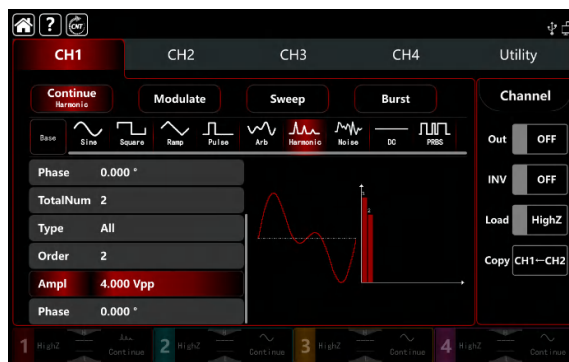 ? CNT
CH1 CH2 CH3 CH4 Utility
Continue
Harmonic
Modulate Sweep Burst
Channel
Base Sine Square Ramp Pulse Arb Harmonic Noise DC PRBS
Out OFF
INV OFF
Load HighZ
Copy CH1←CH2
Phase 0.000 °
TotalNum 2
Type All
Order 2
Ampl 4.000 Vpp
Phase 0.000 °
1
2
1 HighZ Continue 2 HighZ Continue 3 HighZ Continue 4 HighZ Continue